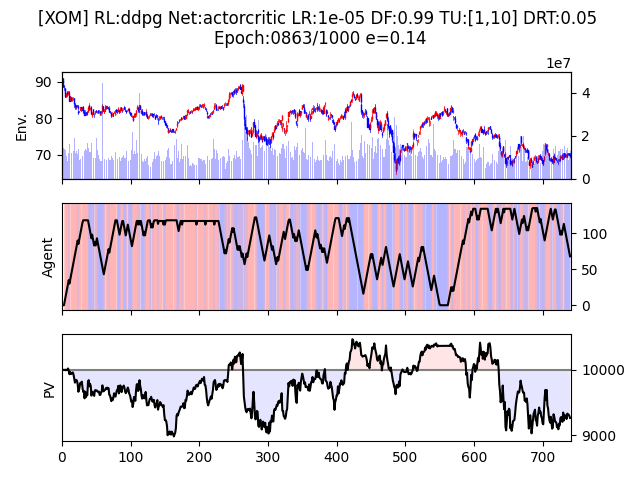 [XOM] RL:ddpg Net:actorcritic LR:1e-05 DF:0.99 TU:[1,10] DRT:0.05
Epoch:0863/1000 e=0.14
1e7
90
80
70
Env.
4
2
0
Agent
100
50
0
PV
10000
9000
0 100 200 300 400 500 600 700